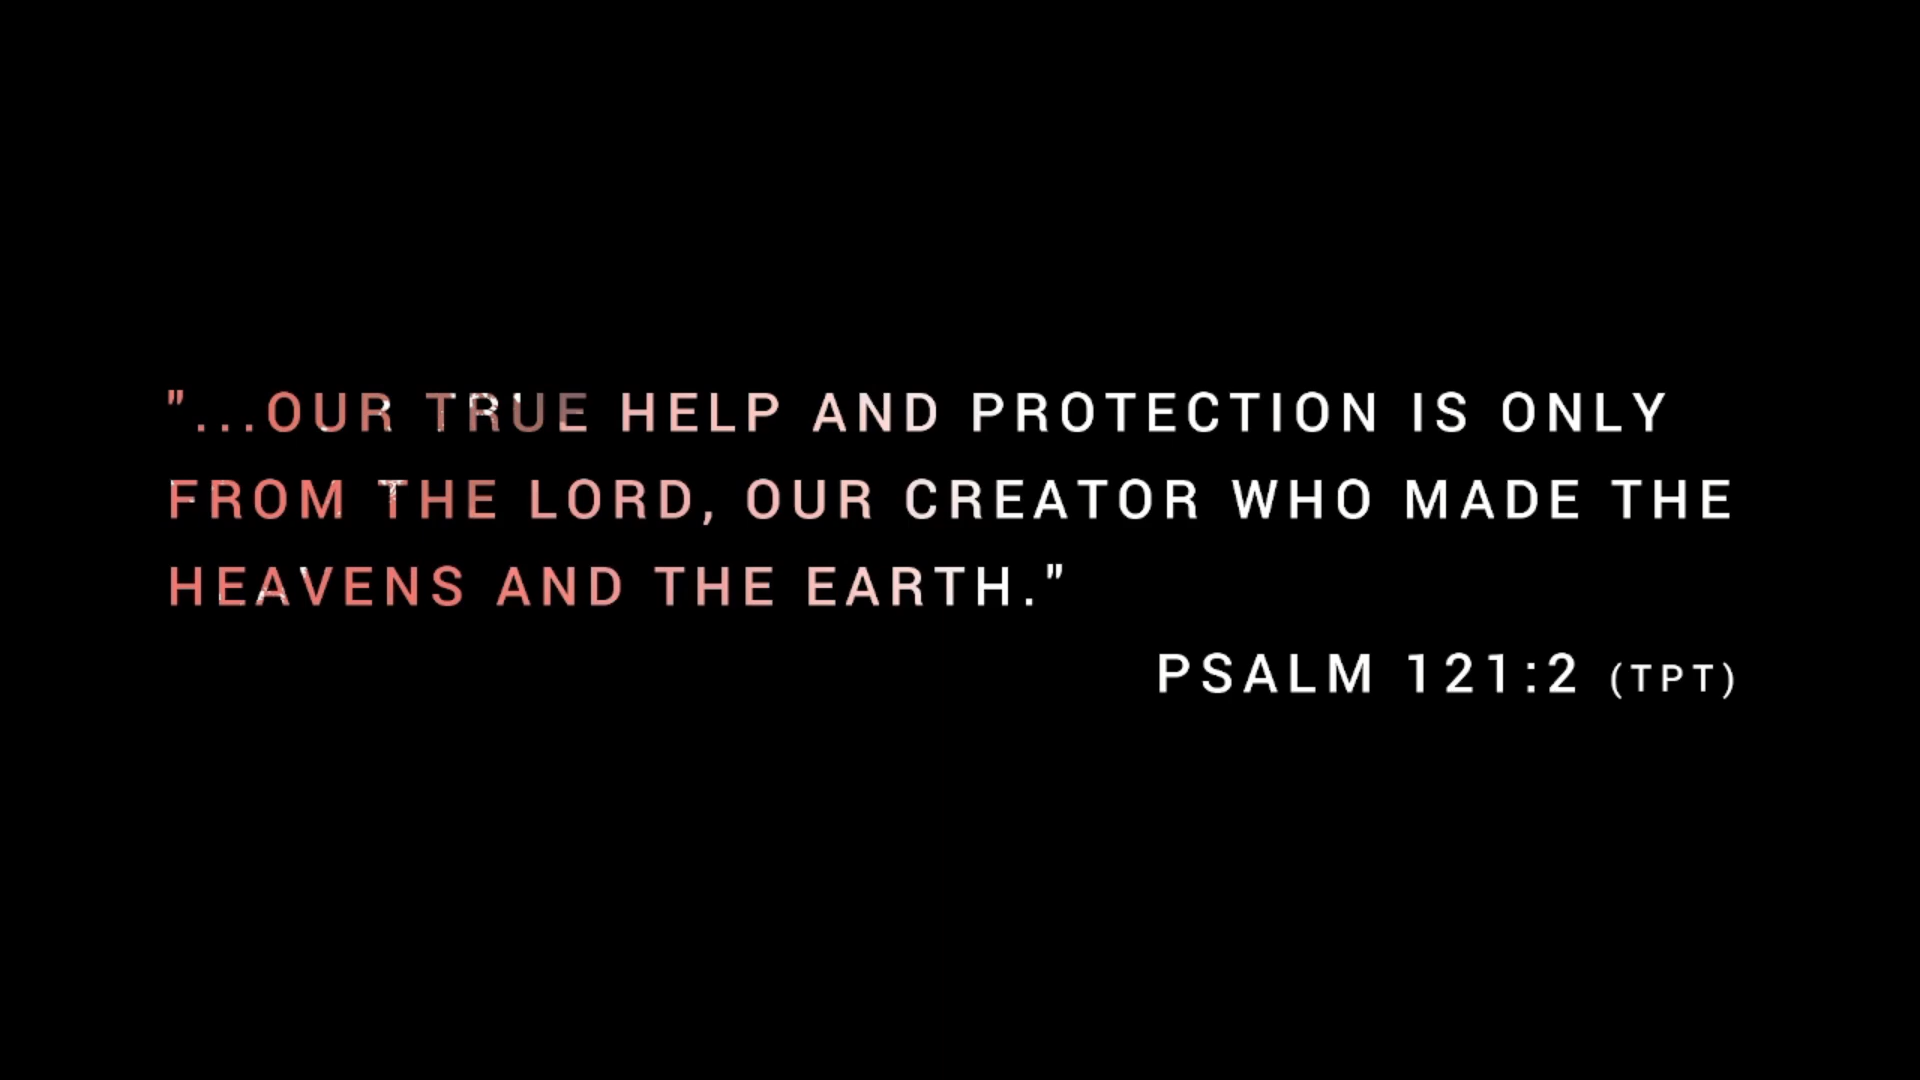 "...OUR TRUE HELP AND PROTECTION IS ONLY
FROM THE LORD, OUR CREATOR WHO MADE THE
HEAVENS AND THE EARTH."
PSALM 121:2 (TPT)